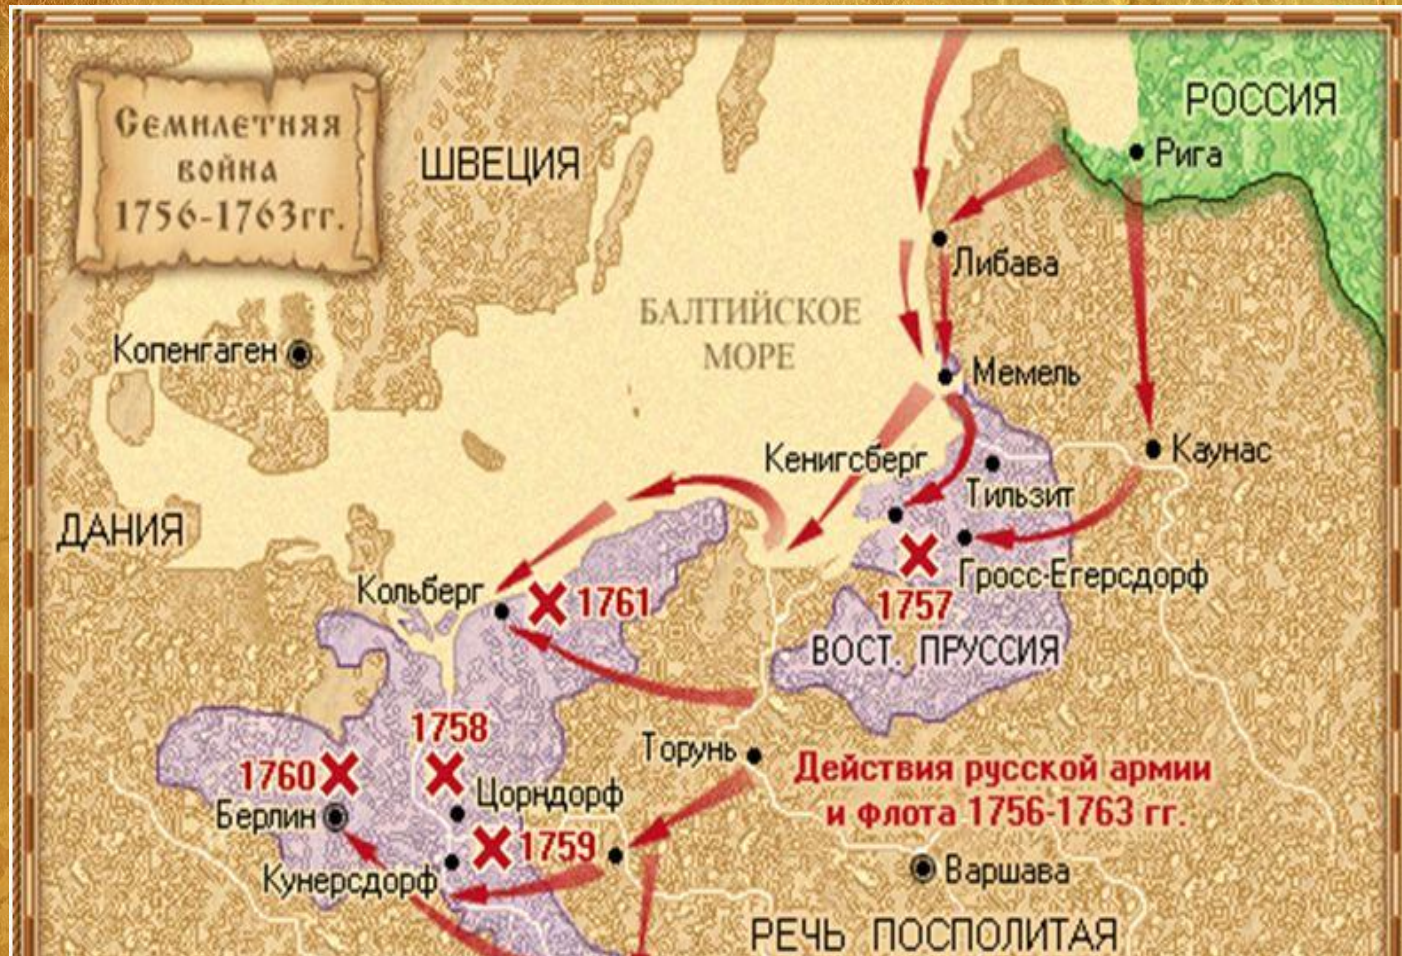 Семилетняя
война
1756-1763гг.
ШВЕЦИЯ
РОССИЯ
Рига
Либава
БАЛТИЙСКОЕ
МОРЕ
Копенгаген
Мемель
Кенигсберг
Каунас
Тильзит
ДАНИЯ
Гросс-Егерсдорф
Кольберг
1761
1757
ВОСТ. ПРУССИЯ
1758
Торунь
1760
Цорндорф
Действия русской армии
и флота 1756-1763 гг.
Берлин
1759
Кунерсдорф
Варшава
РЕЧЬ ПОСПОЛИТАЯ